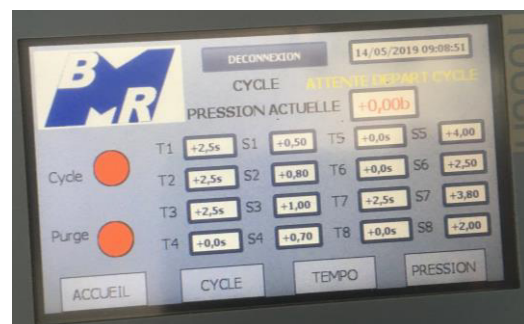 BMR
DECONNEXION 14/05/2019 09:08:51
CYCLE ATTENTE DEPART CYCLE
PRESSION ACTUELLE +0,00b
T1 +2,5s S1 +0,50 T5 +0,0s S5 +4,00
Cycle
T2 +2,5s S2 +0,80 T6 +0,0s S6 +2,50
T3 +2,5s S3 +1,00 T7 +2,5s S7 +3,80
Purge
T4 +0,0s S4 +0,70 T8 +0,0s S8 +2,00
ACCUEIL CYCLE TEMPO PRESSION